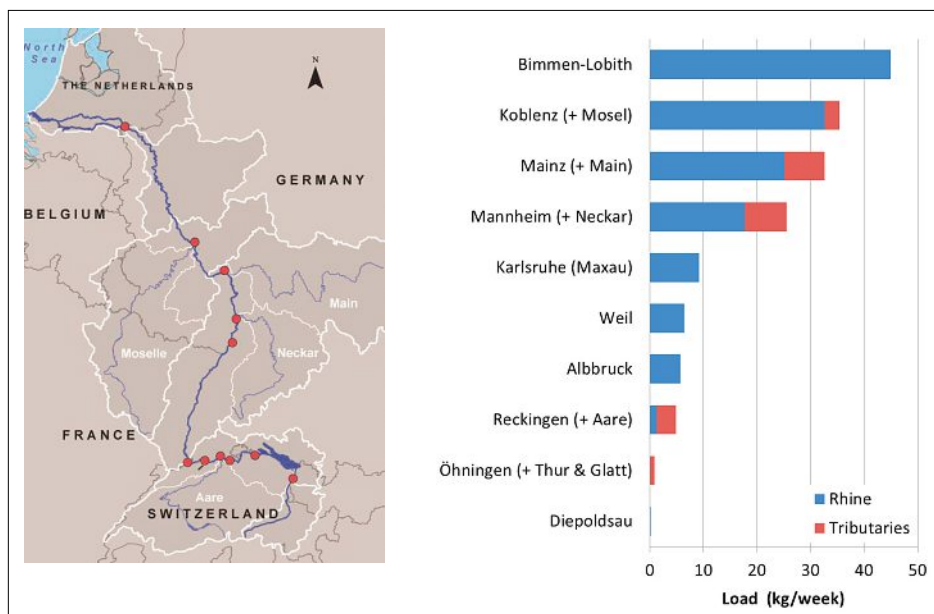 North
Sea
THE NETHERLANDS
N
GERMANY
BELGIUM
Main
Moselle
Neckar
FRANCE
Aare
SWITZERLAND
Bimmen-Lobith
Koblenz (+ Mosel)
Mainz (+ Main)
Mannheim (+ Neckar)
Karlsruhe (Maxau)
Weil
Albbruck
Reckingen (+ Aare)
Öhningen (+ Thur & Glatt)
Diepoldsau
Rhine
Tributaries
0 10 20 30 40 50
Load (kg/week)